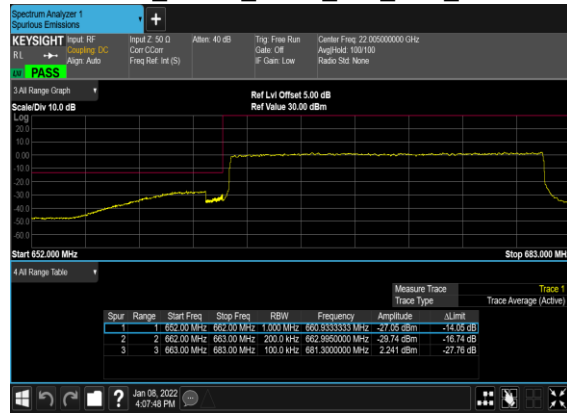 Spectrum Analyzer 1
Spurious Emissions
KEYSIGHT Input: RF Input Z: 50 Ω Atten: 40 dB Trig: Free Run Center Freq: 22.005000000 GHz
RL Coupling: DC Corr CCorr Gate: Off Avg|Hold: 100/100
Align: Auto Freq Ref: Int (S) IF Gain: Low Radio Std: None
PASS
3 All Range Graph
Ref Lvl Offset 5.00 dB
Scale/Div 10.0 dB Ref Value 30.00 dBm
Log
20.0
10.0
0.00
-10.0
-20.0
-30.0
-40.0
-50.0
-60.0
Start 652.000 MHz Stop 683.000 MH
4 All Range Table
Measure Trace Trace 1
Trace Type Trace Average (Active)
Spur Range Start Freq Stop Freq RBW Frequency Amplitude ΔLimit
1 1 652.00 MHz 662.00 MHz 1.000 MHz 660.9333333 MHz -27.05 dBm -14.05 dB
2 2 662.00 MHz 663.00 MHz 200.0 kHz 662.9950000 MHz -29.74 dBm -16.74 dB
3 3 663.00 MHz 683.00 MHz 100.0 kHz 681.3000000 MHz 2.241 dBm -27.76 dB
? Jan 08, 2022
4:07:48 PM